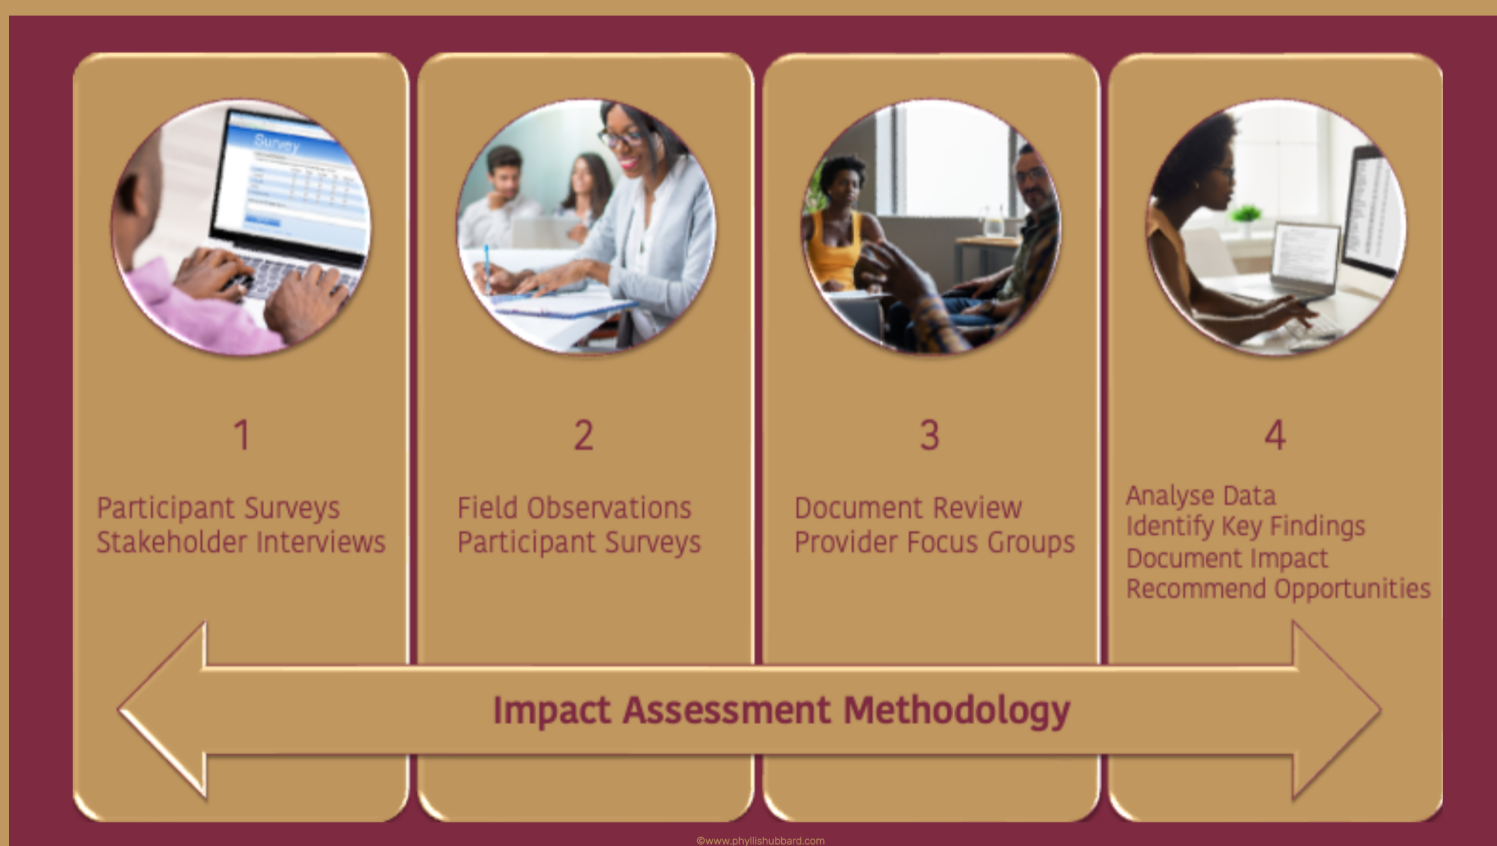 Survey
1
Participant Surveys
Stakeholder Interviews
2
Field Observations
Participant Surveys
3
Document Review
Provider Focus Groups
4
Analyse Data
Identify Key Findings
Document Impact
Recommend Opportunities
Impact Assessment Methodology
©www.phyllishubbard.com